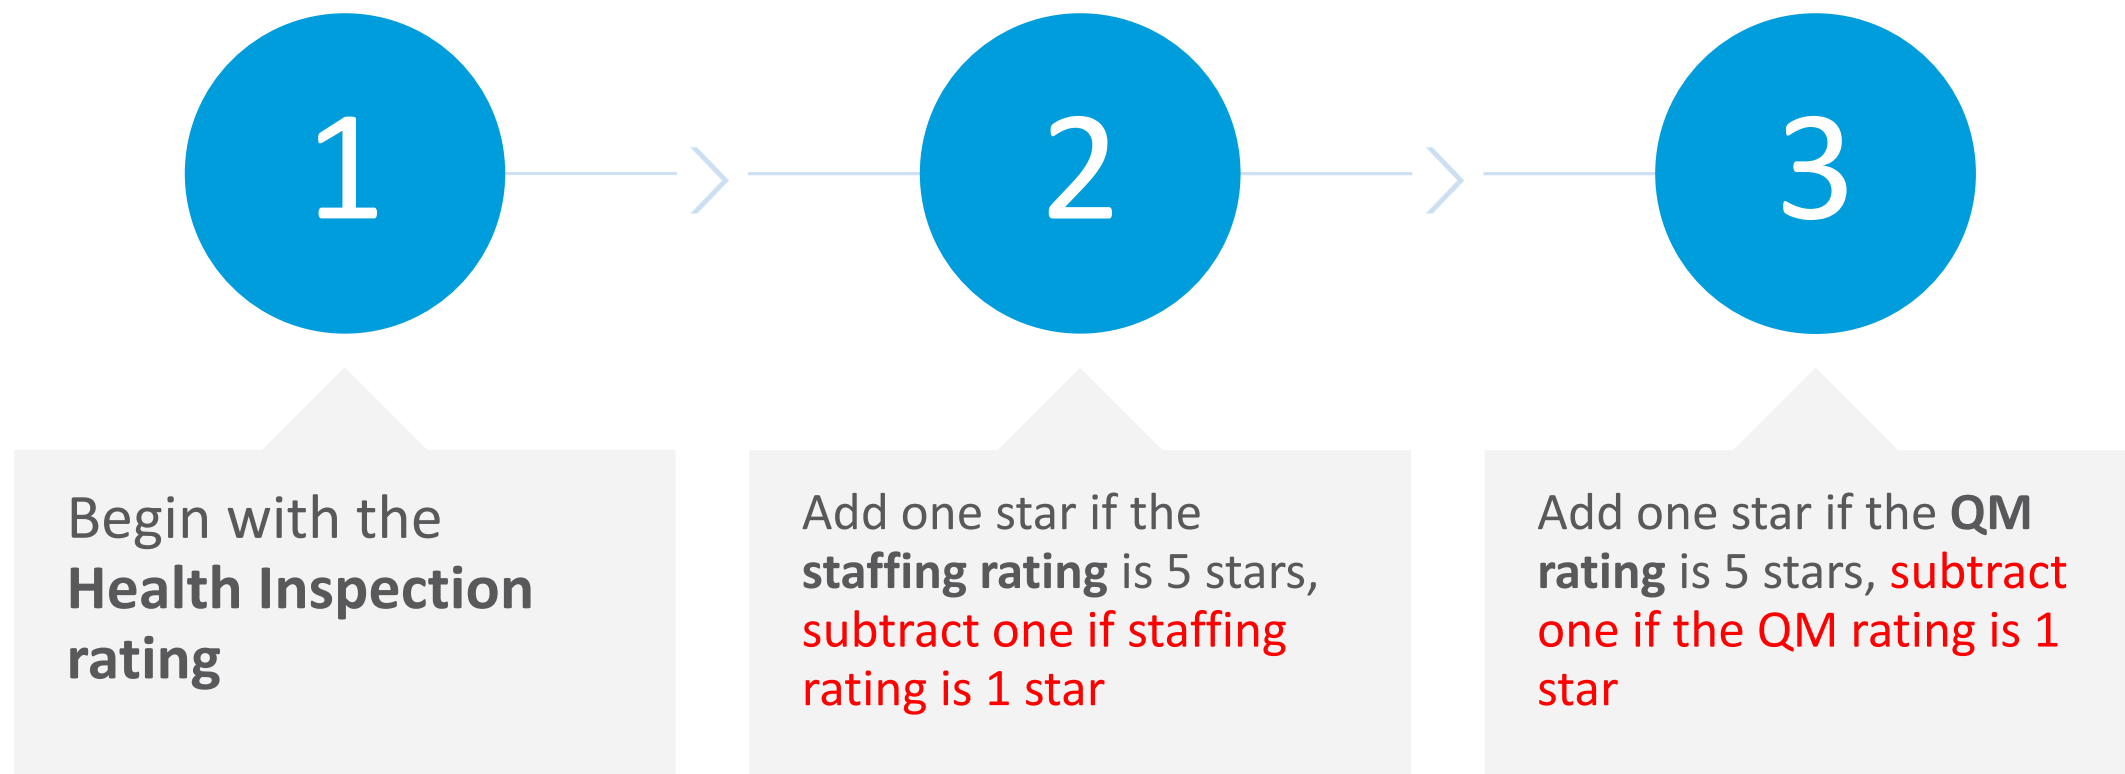 1
2
3
Begin with the
Health Inspection
rating
Add one star if the
staffing rating is 5 stars,
subtract one if staffing
rating is 1 star
Add one star if the QM
rating is 5 stars, subtract
one if the QM rating is 1
star